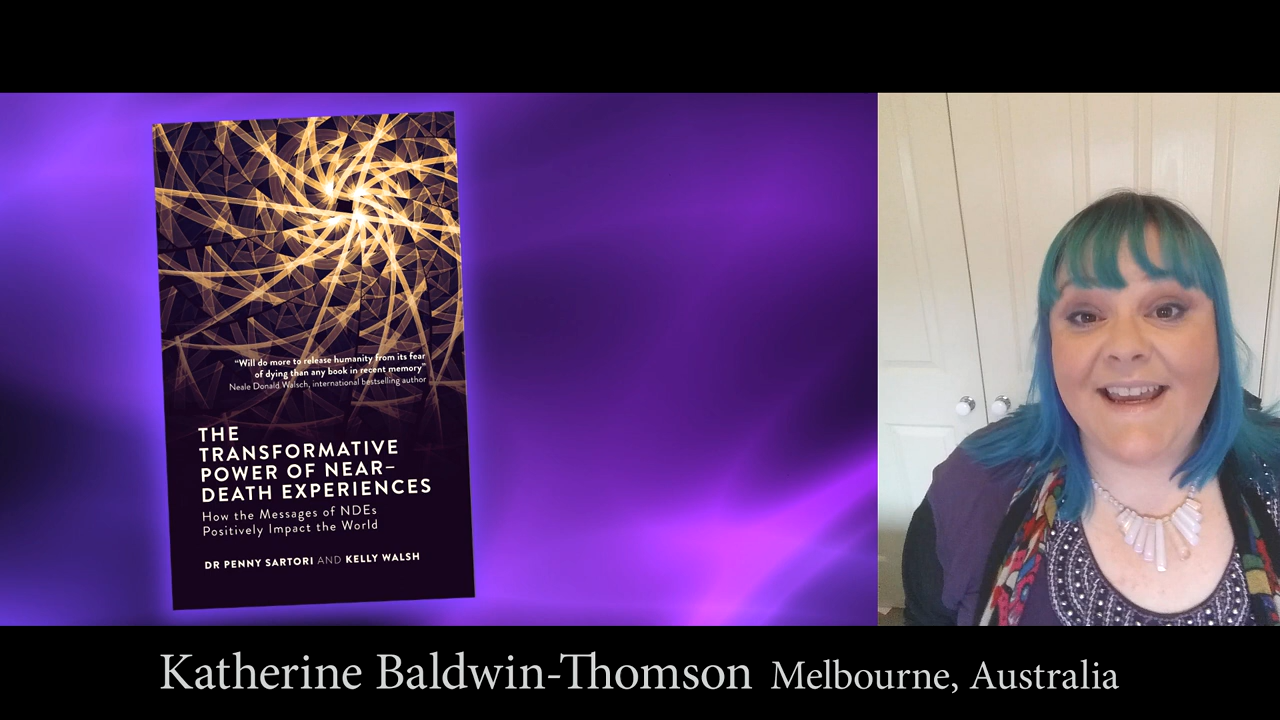 “Will do more to release humanity from its fear
of dying than any book in recent memory”
Neale Donald Walsch, international bestselling author
THE
TRANSFORMATIVE
POWER OF NEAR–
DEATH EXPERIENCES
How the Messages of NDEs
Positively Impact the World
DR PENNY SARTORI AND KELLY WALSH
Katherine Baldwin-Thomson Melbourne, Australia